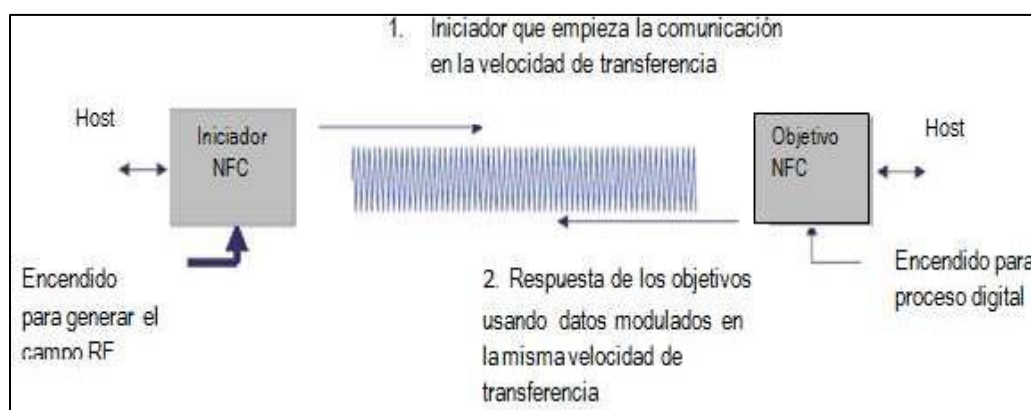 1. Iniciador que empieza la comunicación
en la velocidad de transferencia
Host
Iniciador
NFC
Objetivo
NFC
Host
Encendido
para generar el
campo RF
2. Respuesta de los objetivos
usando datos modulados en
la misma velocidad de
transferencia
Encendido para
proceso digital